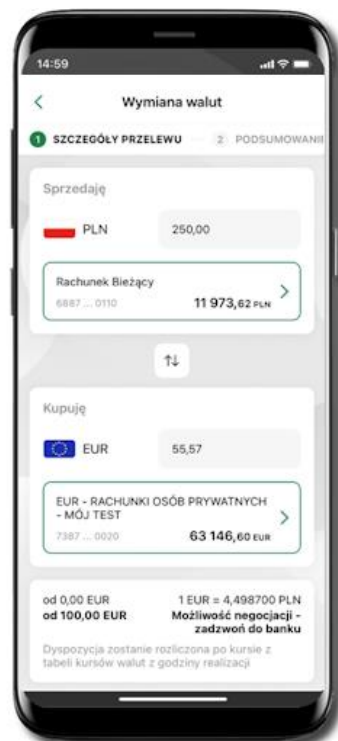 14:59
Wymiana walut
1 SZCZEGÓŁY PRZELEWU 2 PODSUMOWANIE
Sprzedaję
PLN 250,00
Rachunek Bieżący
6887 ... 0110 11 973,62 PLN
Kupuję
EUR 55,57
EUR - RACHUNKI OSÓB PRYWATNYCH
- MÓJ TEST
7387 ... 0020 63 146,60 EUR
od 0,00 EUR 1 EUR = 4,498700 PLN
od 100,00 EUR Możliwość negocjacji -
zadzwoń do banku
Dyspozycja zostanie rozliczona po kursie z
tabeli kursów walut z godziny realizacji